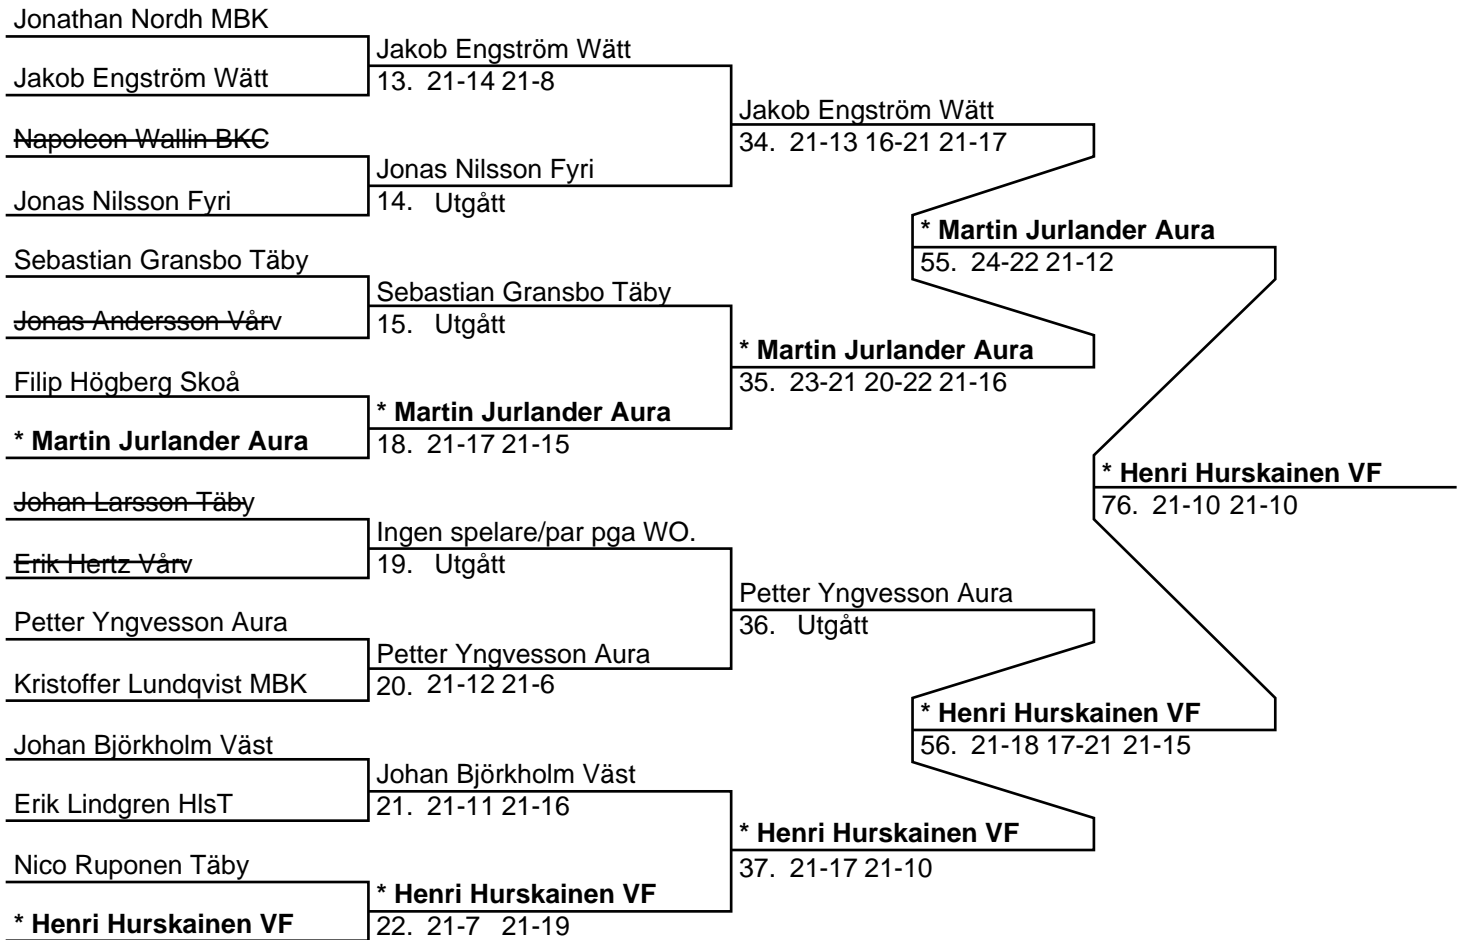 Jonathan Nordh MBK
Jakob Engström Wätt
Jakob Engström Wätt
13. 21-14 21-8
Jakob Engström Wätt
34. 21-13 16-21 21-17
Napoleon Wallin BKC
Jonas Nilsson Fyri
Jonas Nilsson Fyri
14. Utgått
* Martin Jurlander Aura
55. 24-22 21-12
Sebastian Gransbo Täby
Sebastian Gransbo Täby
Jonas Andersson Vårv
15. Utgått
* Martin Jurlander Aura
35. 23-21 20-22 21-16
Filip Högberg Skoå
* Martin Jurlander Aura
* Martin Jurlander Aura
18. 21-17 21-15
* Henri Hurskainen VF
76. 21-10 21-10
Johan Larsson Täby
Ingen spelare/par pga WO.
Erik Hertz Vårv
19. Utgått
Petter Yngvesson Aura
36. Utgått
Petter Yngvesson Aura
Petter Yngvesson Aura
Kristoffer Lundqvist MBK
20. 21-12 21-6
* Henri Hurskainen VF
56. 21-18 17-21 21-15
Johan Björkholm Väst
Johan Björkholm Väst
Erik Lindgren HlsT
21. 21-11 21-16
* Henri Hurskainen VF
37. 21-17 21-10
Nico Ruponen Täby
* Henri Hurskainen VF
* Henri Hurskainen VF
22. 21-7 21-19